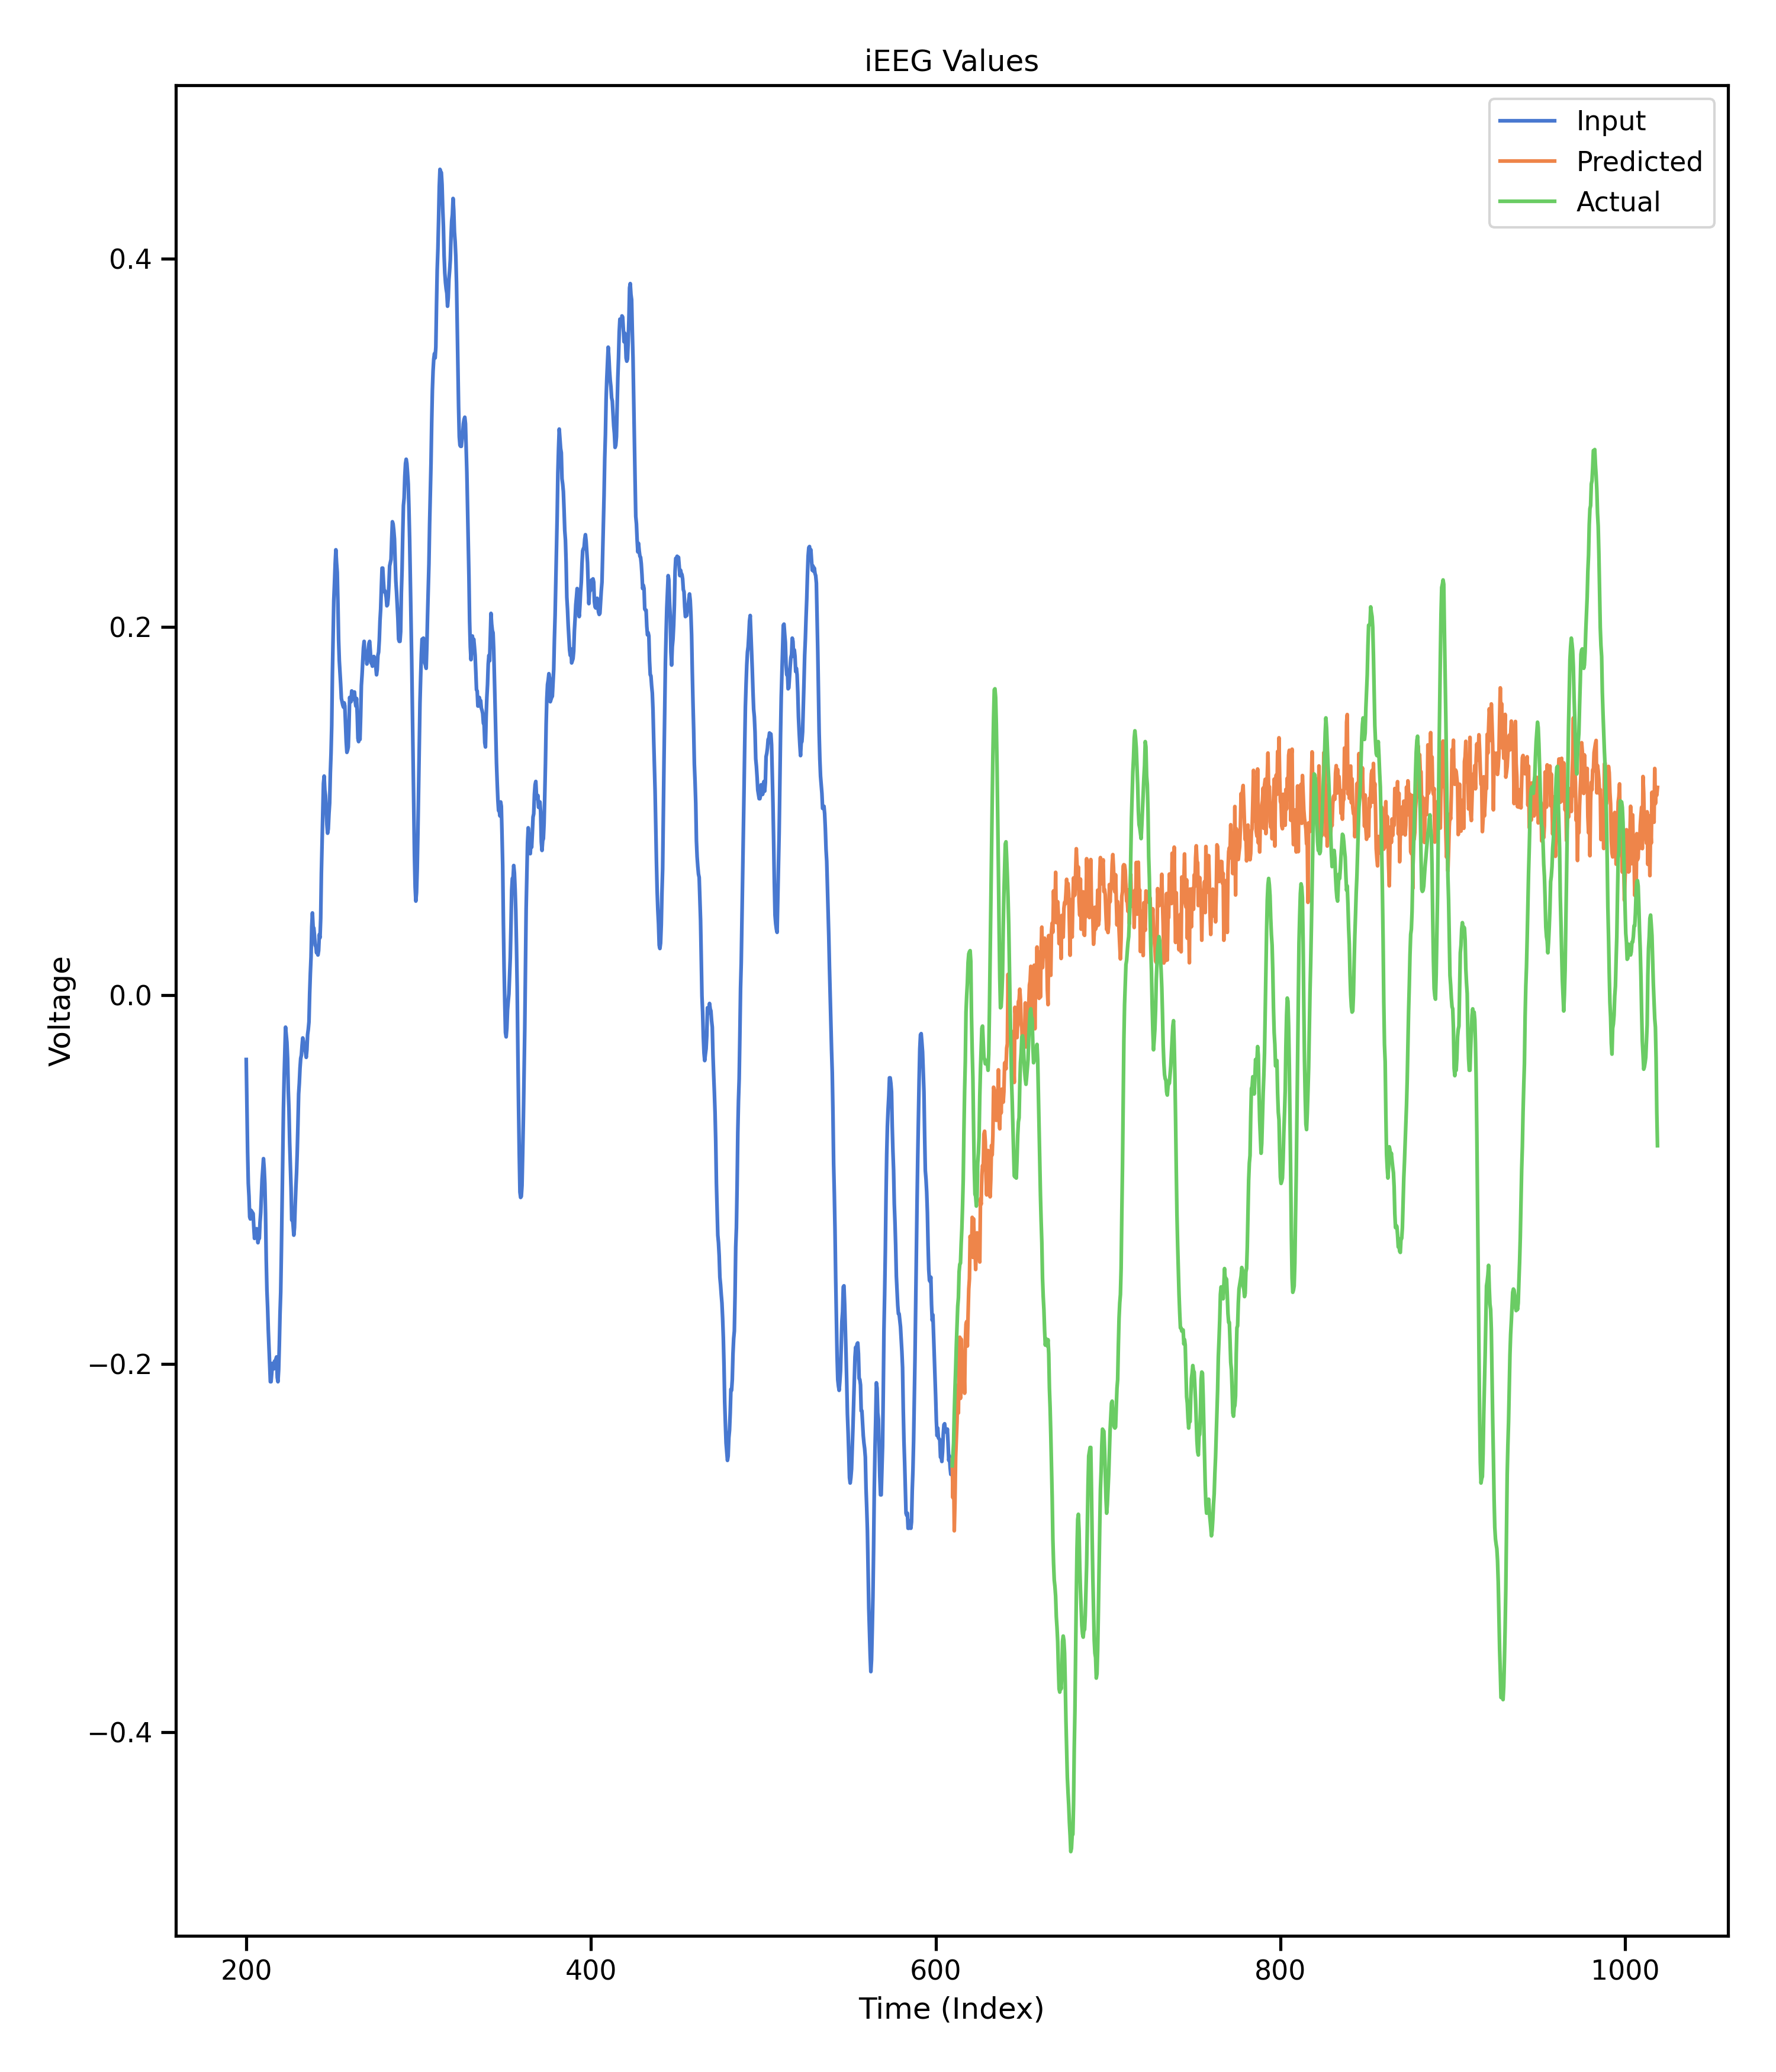 iEEG Values
Input
Predicted
Actual
0.4
0.2
0.0
−0.2
−0.4
Voltage
200 400 600 800 1000
Time (Index)